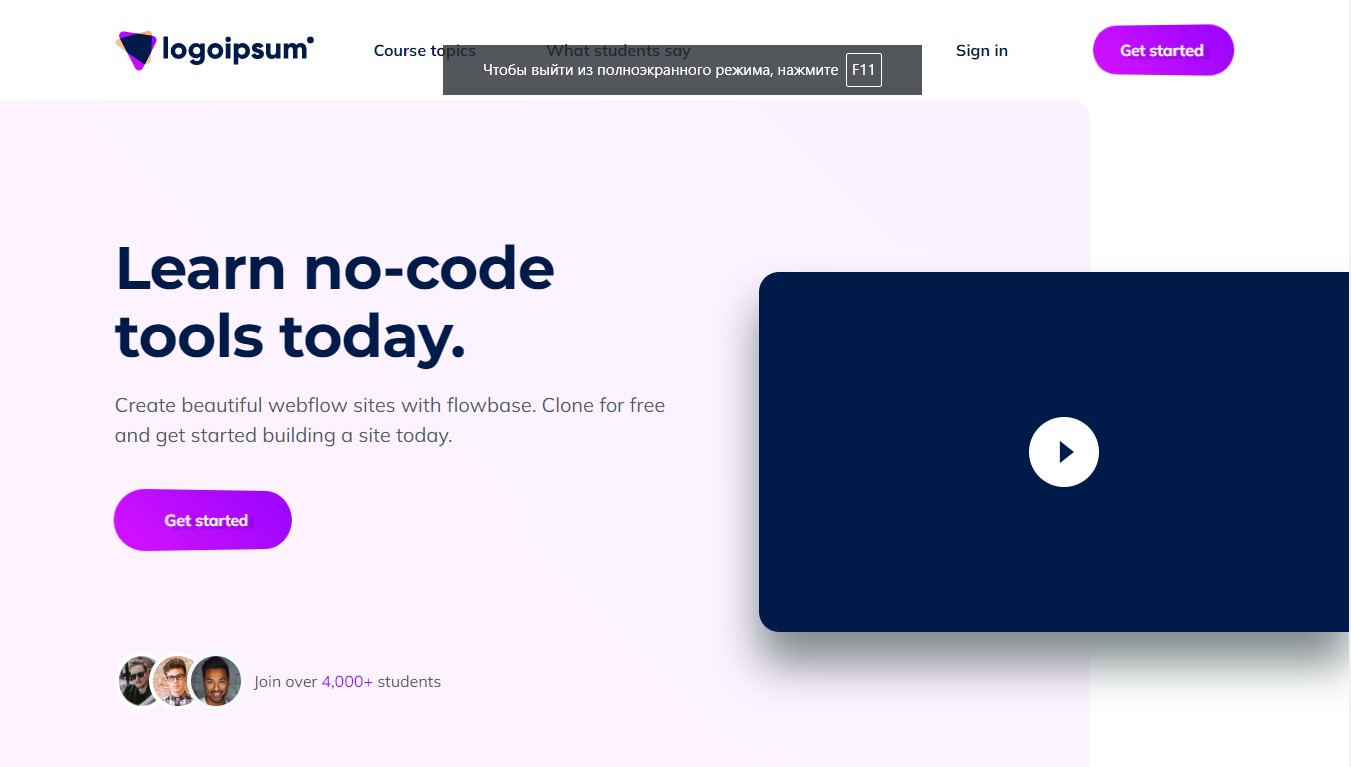 logoipsum
Course topics
What students say
Sign in
Get started
Чтобы выйти из полноэкранного режима, нажмите F11
Learn no-code
tools today.
Create beautiful webflow sites with flowbase. Clone for free
and get started building a site today.
Get started
Join over 4,000+ students